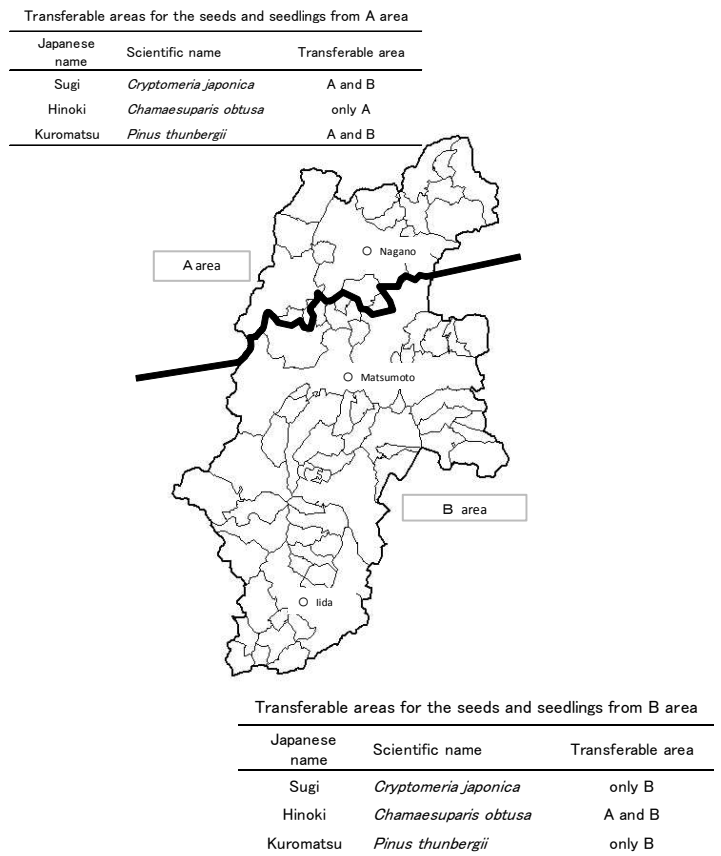 Transferable areas for the seeds and seedlings from A area
Japanese name Scientific name Transferable area
Sugi Cryptomeria japonica A and B
Hinoki Chamaesuparis obtusa only A
Kuromatsu Pinus thunbergii A and B
Nagano
A area
Matsumoto
B area
Iida
Transferable areas for the seeds and seedlings from B area
Japanese name Scientific name Transferable area
Sugi Cryptomeria japonica only B
Hinoki Chamaesuparis obtusa A and B
Kuromatsu Pinus thunbergii only B